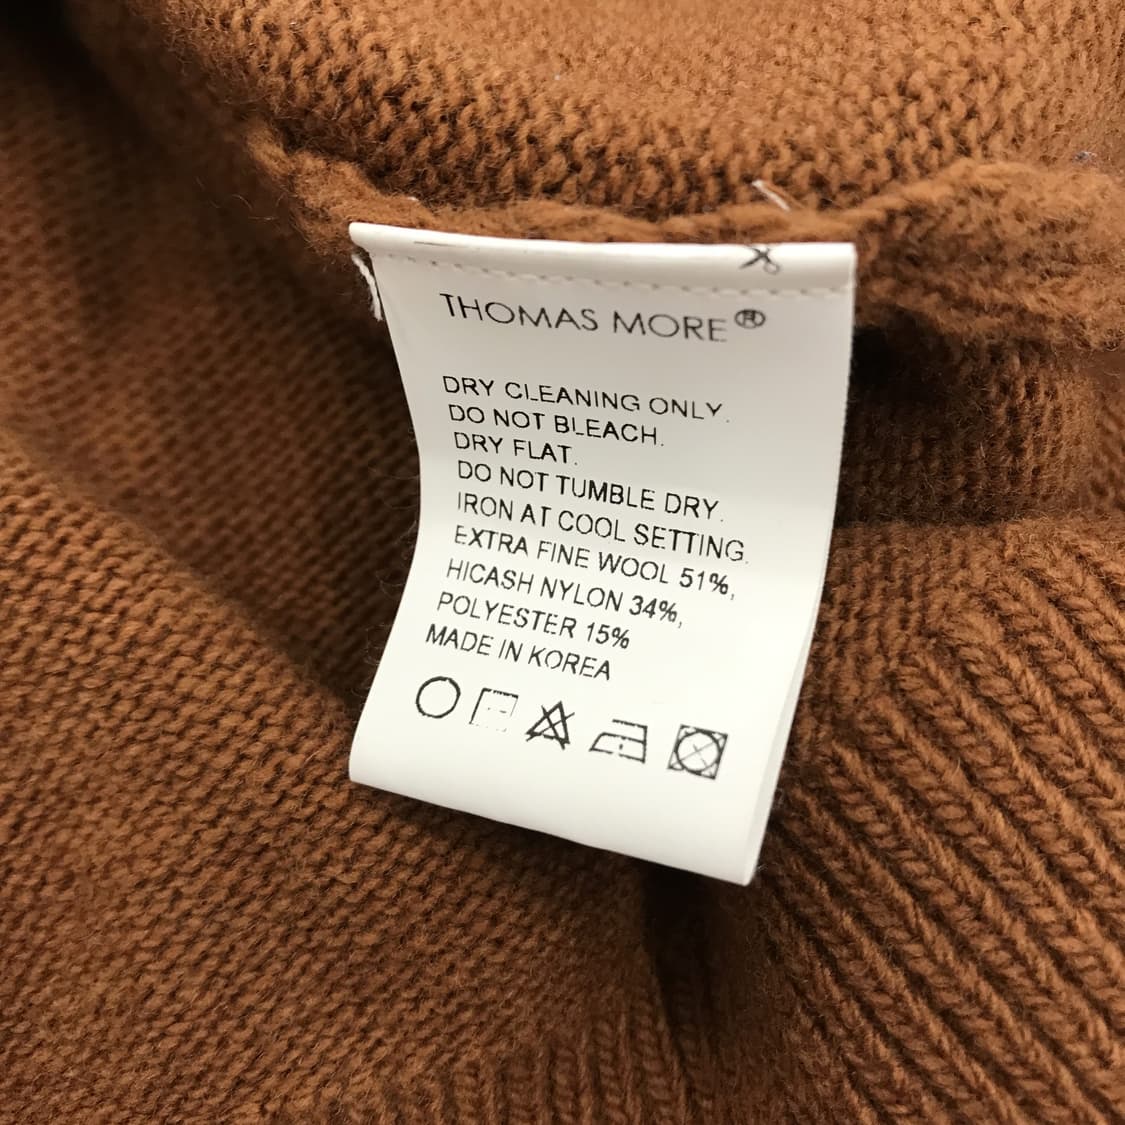 THOMAS MORE®
DRY CLEANING ONLY.
DO NOT BLEACH.
DRY FLAT.
DO NOT TUMBLE DRY.
IRON AT COOL SETTING.
EXTRA FINE WOOL 51%,
HICASH NYLON 34%,
POLYESTER 15%
MADE IN KOREA